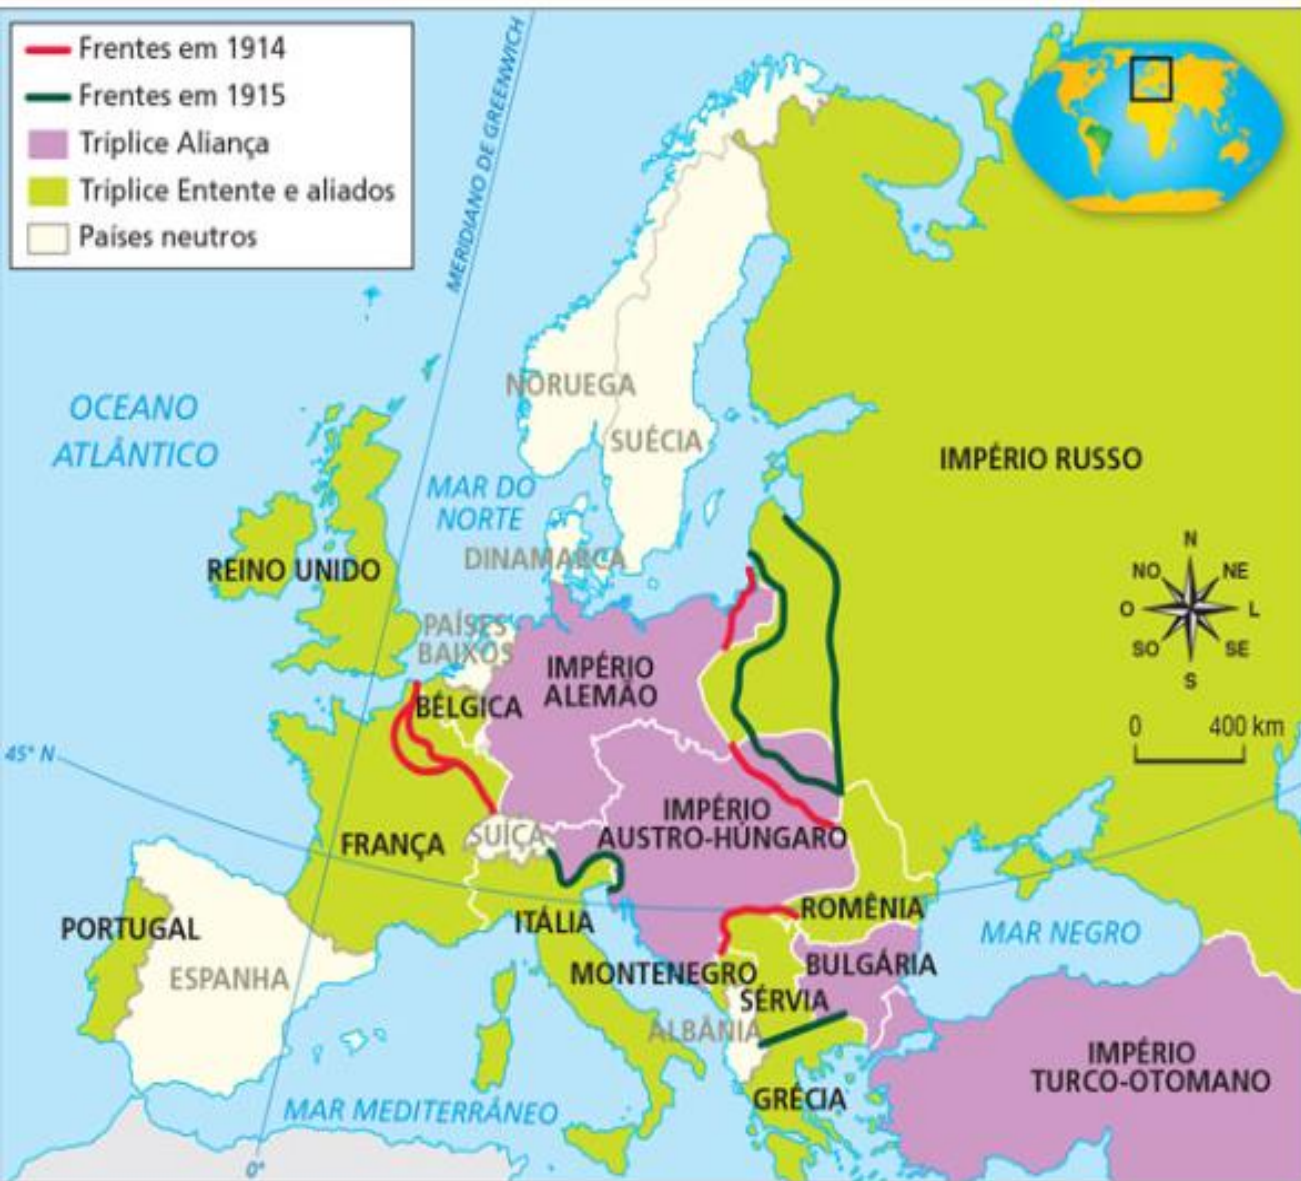 Frentes em 1914
Frentes em 1915
Tríplice Aliança
Tríplice Entente e aliados
Países neutros
MERIDIANO DE GREENWICH
OCEANO
ATLÂNTICO
NORUEGA
SUÉCIA
IMPÉRIO RUSSO
MAR DO
NORTE
DINAMARCA
REINO UNIDO
N
NO
NE
O
L
SO
SE
S
PAÍSES
BAIXOS
IMPÉRIO
ALEMÃO
BÉLGICA
0
400 km
45° N
IMPÉRIO
AUSTRO-HÚNGARO
FRANÇA
SUÍÇA
ROMÊNIA
ITÁLIA
PORTUGAL
MAR NEGRO
ESPANHA
MONTENEGRO
BULGÁRIA
SÉRVIA
ALBÂNIA
IMPÉRIO
TURCO-OTOMANO
GRÉCIA
MAR MEDITERRÂNEO
0°